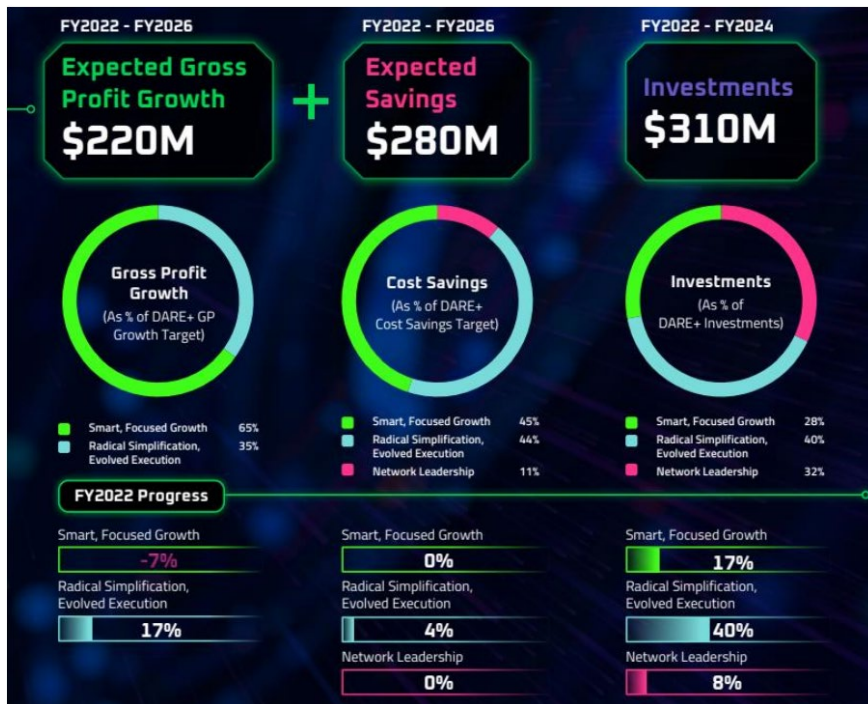 FY2022 - FY2026
Expected Gross
Profit Growth
$220M
+
FY2022 - FY2026
Expected
Savings
$280M
FY2022 - FY2024
Investments
$310M
Gross Profit
Growth
(As % of DARE+ GP
Growth Target)
Smart, Focused Growth 65%
Radical Simplification, 35%
Evolved Execution
Cost Savings
(As % of DARE+
Cost Savings Target)
Smart, Focused Growth 45%
Radical Simplification, 44%
Evolved Execution
Network Leadership 11%
Investments
(As % of
DARE+ Investments)
Smart, Focused Growth 28%
Radical Simplification, 40%
Evolved Execution
Network Leadership 32%
FY2022 Progress
Smart, Focused Growth
-7%
Radical Simplification,
Evolved Execution
17%
Smart, Focused Growth
0%
Radical Simplification,
Evolved Execution
4%
Network Leadership
0%
Smart, Focused Growth
17%
Radical Simplification,
Evolved Execution
40%
Network Leadership
8%